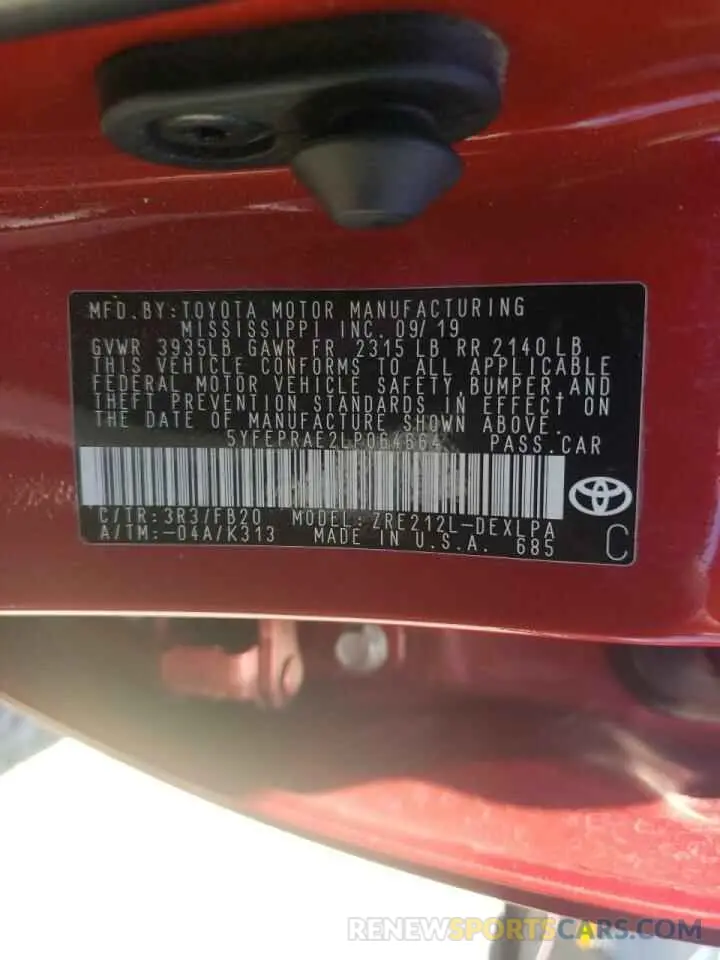 MFD. BY: TOYOTA MOTOR MANUFACTURING
MISSISSIPPI INC. 09/19
GVWR 3935LB GAWR FR 2315 LB RR 2140 LB
THIS VEHICLE CONFORMS TO ALL APPLICABLE
FEDERAL MOTOR VEHICLE SAFETY, BUMPER, AND
THEFT PREVENTION STANDARDS IN EFFECT ON
THE DATE OF MANUFACTURE SHOWN ABOVE.
5YFEPRAE2LP064664 PASS. CAR
C/TR: 3R3/FB20 MODEL: ZRE212L-DEXLPA
A/TM:-04A/K313 MADE IN U.S.A. 685 C
RENEWSPORTSCARS.COM